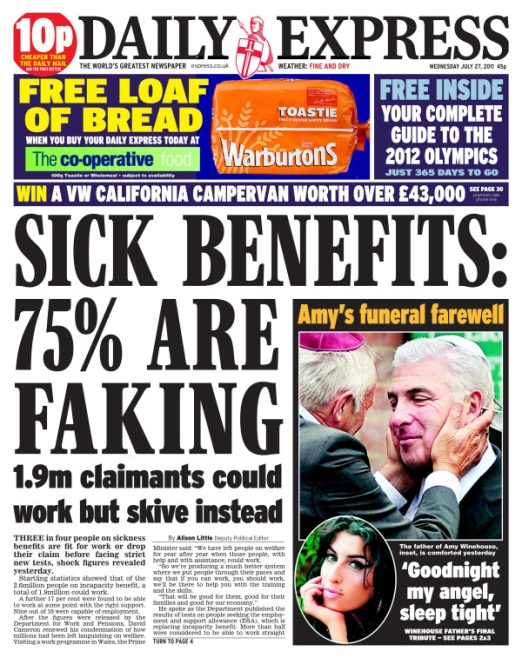 10p
CHEAPER THAN
THE DAILY MAIL
AND TEN TIMES BETTER
DAILY EXPRESS
THE WORLD'S GREATEST NEWSPAPER
express.co.uk
WEATHER: FINE AND DRY
WEDNESDAY JULY 27, 2011 45p
FREE LOAF
OF BREAD
WHEN YOU BUY YOUR DAILY EXPRESS TODAY AT
The co-operative food
400g Toastie or Wholemeal • subject to availability
TOASTIE
THICK SLICED WHITE BREAD
Warburtons
FREE INSIDE
YOUR COMPLETE
GUIDE TO THE
2012 OLYMPICS
JUST 365 DAYS TO GO
WIN A VW CALIFORNIA CAMPERVAN WORTH OVER £43,000
SEE PAGE 30
premium rate
phone line
SICK BENEFITS:
75% ARE
FAKING
1.9m claimants could
work but skive instead
THREE in four people on sickness
benefits are fit for work or drop
their claim before facing strict
new tests, shock figures revealed
yesterday.
Startling statistics showed that of the
2.6million people on incapacity benefit, a
total of 1.9million could work.
A further 17 per cent were found to be able
to work at some point with the right support.
Nine out of 10 were capable of employment.
After the figures were released by the
Department for Work and Pensions, David
Cameron renewed his condemnation of how
millions had been left languishing on welfare.
Visiting a work programme in Wales, the Prime
By Alison Little Deputy Political Editor
Minister said: "We have left people on welfare
for year after year when those people, with
help and with assistance, could work.
"So we're producing a much better system
where we put people through their paces and
say that if you can work, you should work,
we'll be there to help you with the training
and the skills.
"That will be good for them, good for their
families and good for our economy."
He spoke as the Department published the
results of tests on people seeking the employ-
ment and support allowance (ESA), which is
replacing incapacity benefit. More than half
were considered to be able to work straight
TURN TO PAGE 4
Amy's funeral farewell
The father of Amy Winehouse,
inset, is comforted yesterday
'Goodnight
my angel,
sleep tight'
WINEHOUSE FATHER'S FINAL
TRIBUTE – SEE PAGES 2&3